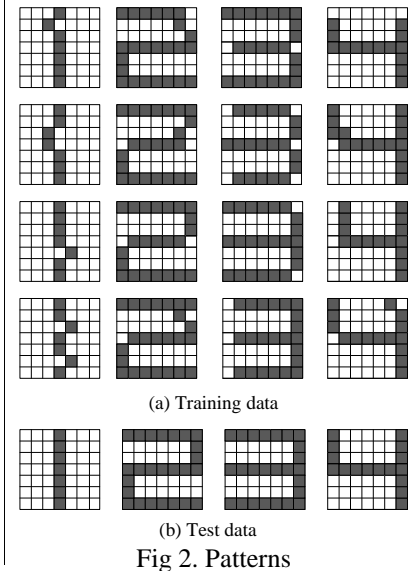 (a) Training data
(b) Test data
Fig 2. Patterns